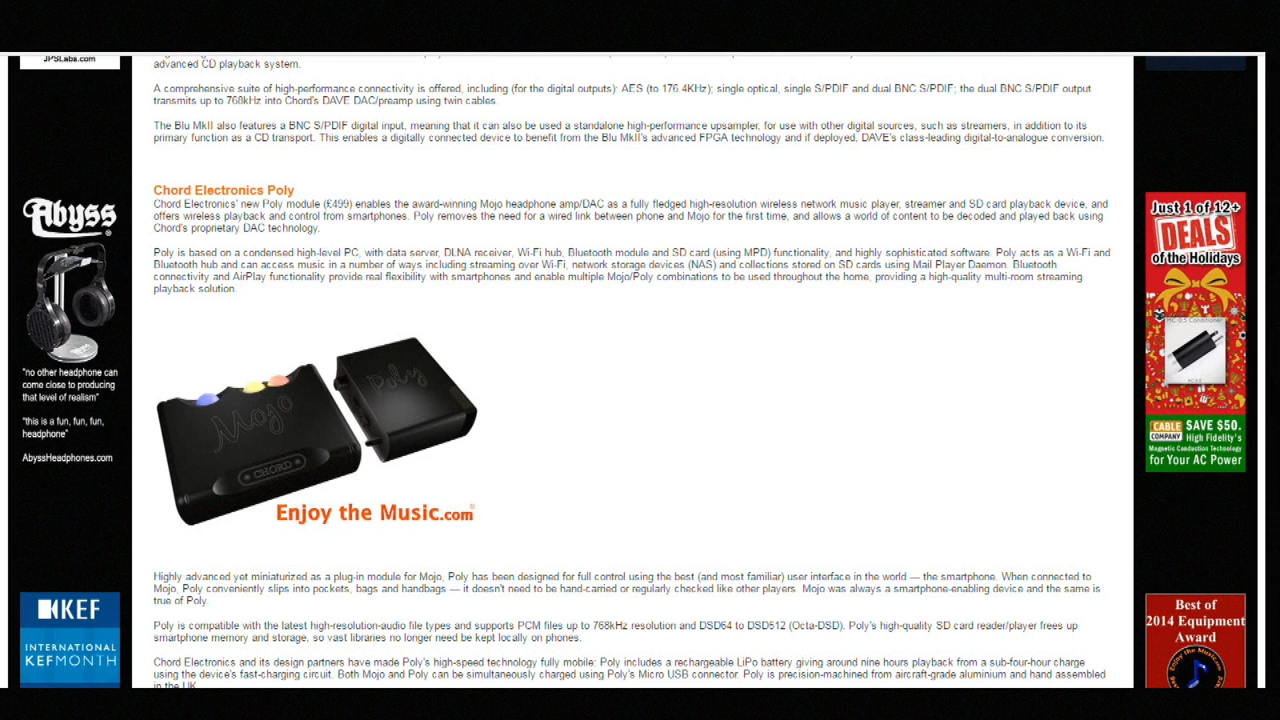 JPSLabs.com
advanced CD playback system.
A comprehensive suite of high-performance connectivity is offered, including (for the digital outputs): AES (to 176.4KHz); single optical, single S/PDIF and dual BNC S/PDIF; the dual BNC S/PDIF output
transmits up to 768kHz into Chord's DAVE DAC/preamp using twin cables.
The Blu MkII also features a BNC S/PDIF digital input, meaning that it can also be used a standalone high-performance upsampler, for use with other digital sources, such as streamers, in addition to its
primary function as a CD transport. This enables a digitally connected device to benefit from the Blu MkII's advanced FPGA technology and if deployed, DAVE's class-leading digital-to-analogue conversion.
Chord Electronics Poly
Chord Electronics' new Poly module (£499) enables the award-winning Mojo headphone amp/DAC as a fully fledged high-resolution wireless network music player, streamer and SD card playback device, and
offers wireless playback and control from smartphones. Poly removes the need for a wired link between phone and Mojo for the first time, and allows a world of content to be decoded and played back using
Chord's proprietary DAC technology.
Poly is based on a condensed high-level PC, with data server, DLNA receiver, Wi-Fi hub, Bluetooth module and SD card (using MPD) functionality, and highly sophisticated software. Poly acts as a Wi-Fi and
Bluetooth hub and can access music in a number of ways including streaming over Wi-Fi, network storage devices (NAS) and collections stored on SD cards using Mail Player Daemon. Bluetooth
connectivity and AirPlay functionality provide real flexibility with smartphones and enable multiple Mojo/Poly combinations to be used throughout the home, providing a high-quality multi-room streaming
playback solution.
Mojo
CHORD
Poly
Enjoy the Music.com
Highly advanced yet miniaturized as a plug-in module for Mojo, Poly has been designed for full control using the best (and most familiar) user interface in the world — the smartphone. When connected to
Mojo, Poly conveniently slips into pockets, bags and handbags — it doesn't need to be hand-carried or regularly checked like other players. Mojo was always a smartphone-enabling device and the same is
true of Poly.
Poly is compatible with the latest high-resolution-audio file types and supports PCM files up to 768kHz resolution and DSD64 to DSD512 (Octa-DSD). Poly's high-quality SD card reader/player frees up
smartphone memory and storage, so vast libraries no longer need be kept locally on phones.
Chord Electronics and its design partners have made Poly's high-speed technology fully mobile: Poly includes a rechargeable LiPo battery giving around nine hours playback from a sub-four-hour charge
using the device's fast-charging circuit. Both Mojo and Poly can be simultaneously charged using Poly's Micro USB connector. Poly is precision-machined from aircraft-grade aluminium and hand assembled
in the UK.
Abyss
"no other headphone can
come close to producing
that level of realism"
"this is a fun, fun, fun,
headphone"
AbyssHeadphones.com
KEF
INTERNATIONAL
KEFMONTH
Just 1 of 12+
DEALS
of the Holidays
MC-0.5 Conditioner
CABLE
COMPANY
SAVE $50.
High Fidelity's
Magnetic Conduction Technology
for Your AC Power
Best of
2014 Equipment
Award